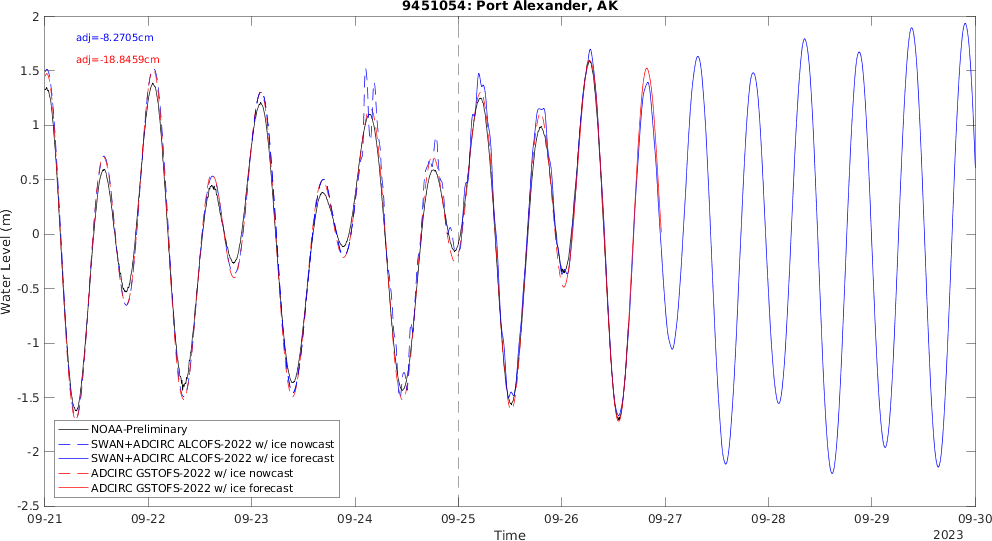 9451054: Port Alexander, AK
adj=-8.2705cm
adj=-18.8459cm
Water Level (m)
2
1.5
1
0.5
0
-0.5
-1
-1.5
-2
-2.5
NOAA-Preliminary
SWAN+ADCIRC ALCOFS-2022 w/ ice nowcast
SWAN+ADCIRC ALCOFS-2022 w/ ice forecast
ADCIRC GSTOFS-2022 w/ ice nowcast
ADCIRC GSTOFS-2022 w/ ice forecast
09-21 09-22 09-23 09-24 09-25 09-26 09-27 09-28 09-29 09-30
Time
2023